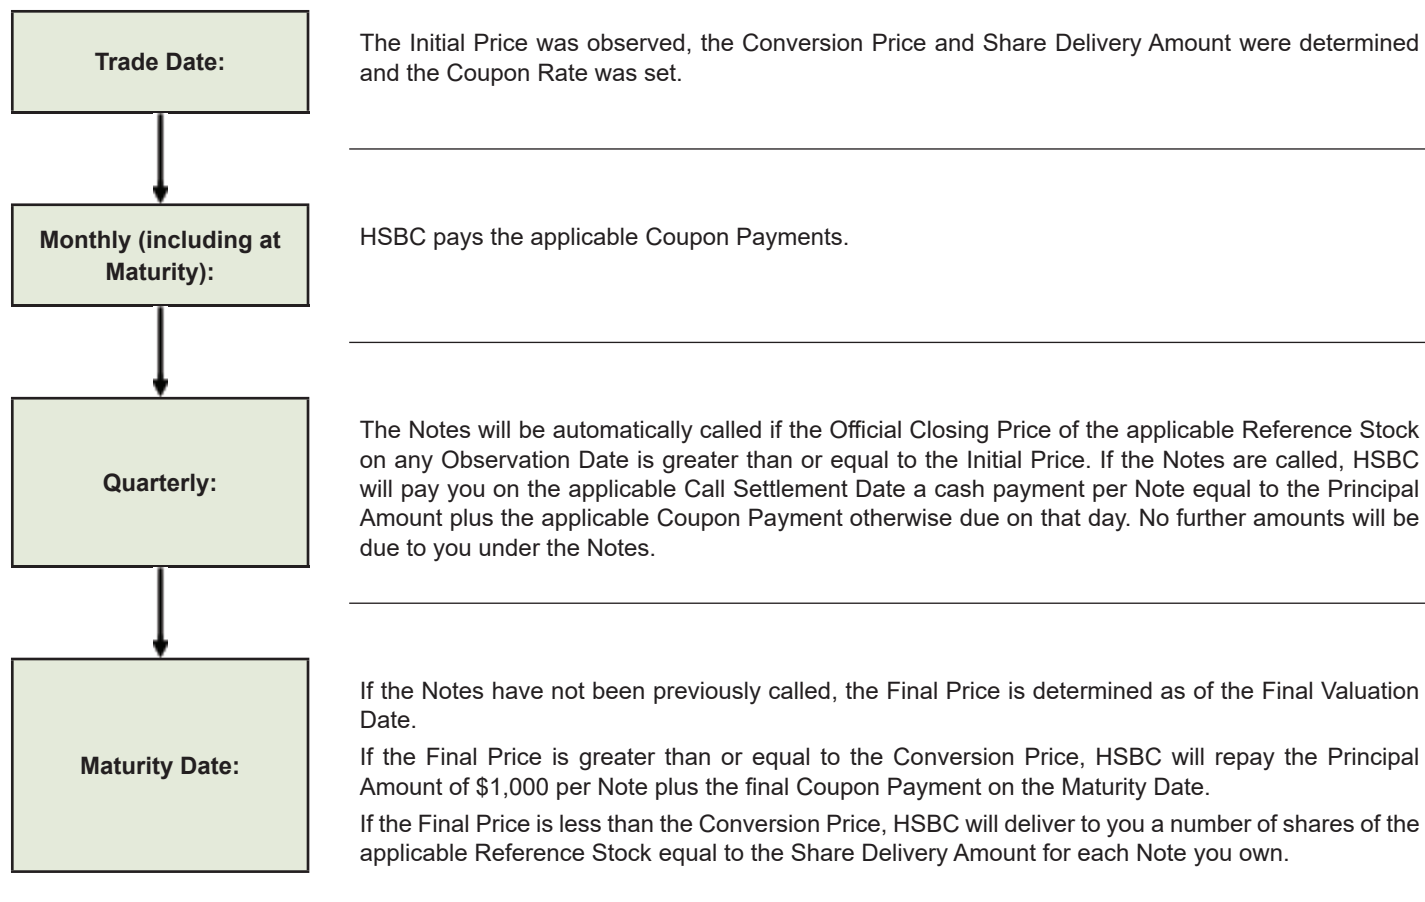 Trade Date:
The Initial Price was observed, the Conversion Price and Share Delivery Amount were determined
and the Coupon Rate was set.
Monthly (including at
Maturity):
HSBC pays the applicable Coupon Payments.
Quarterly:
The Notes will be automatically called if the Official Closing Price of the applicable Reference Stock
on any Observation Date is greater than or equal to the Initial Price. If the Notes are called, HSBC
will pay you on the applicable Call Settlement Date a cash payment per Note equal to the Principal
Amount plus the applicable Coupon Payment otherwise due on that day. No further amounts will be
due to you under the Notes.
Maturity Date:
If the Notes have not been previously called, the Final Price is determined as of the Final Valuation
Date.
If the Final Price is greater than or equal to the Conversion Price, HSBC will repay the Principal
Amount of $1,000 per Note plus the final Coupon Payment on the Maturity Date.
If the Final Price is less than the Conversion Price, HSBC will deliver to you a number of shares of the
applicable Reference Stock equal to the Share Delivery Amount for each Note you own.